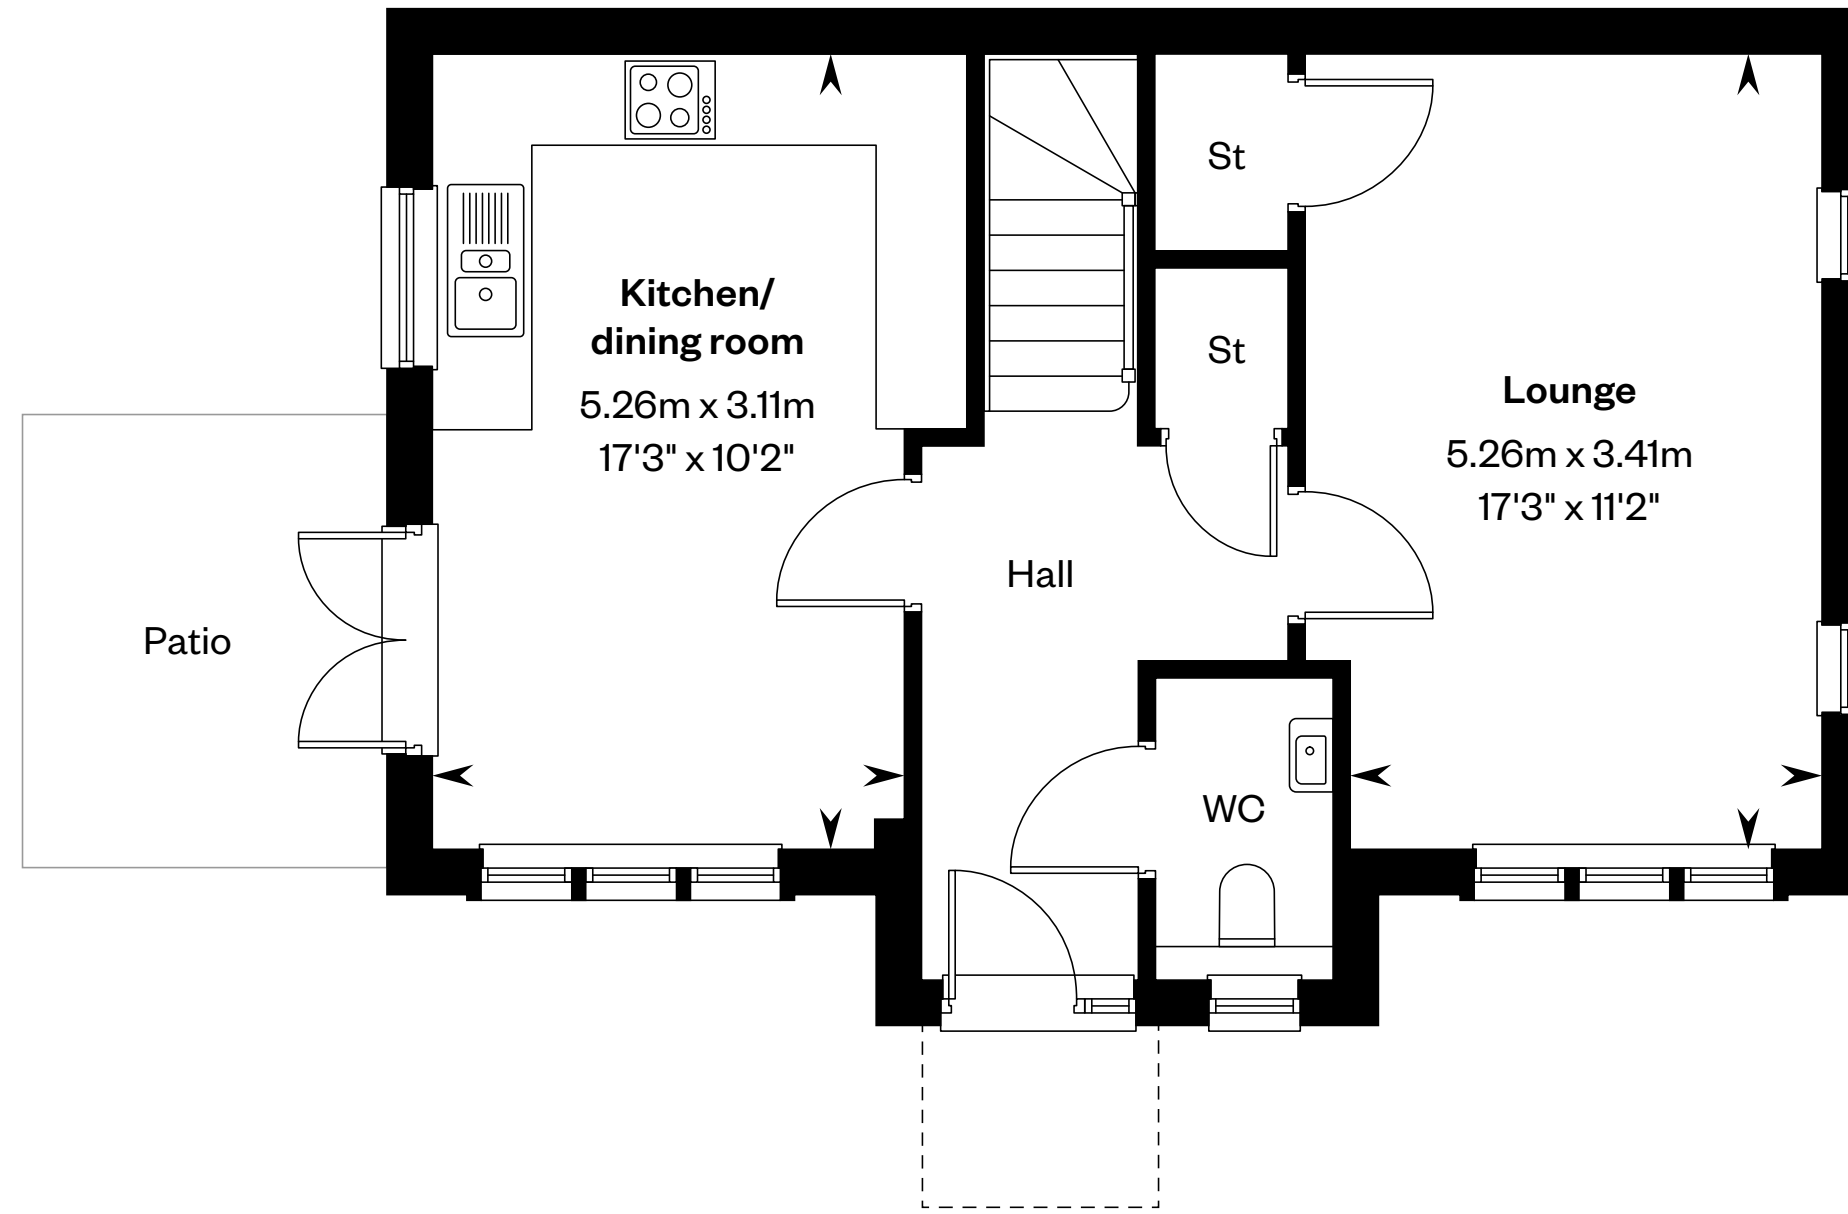 Kitchen/
dining room
5.26m x 3.11m
17'3" x 10'2"
St
St
Lounge
5.26m x 3.41m
17'3" x 11'2"
Hall
Patio
WC